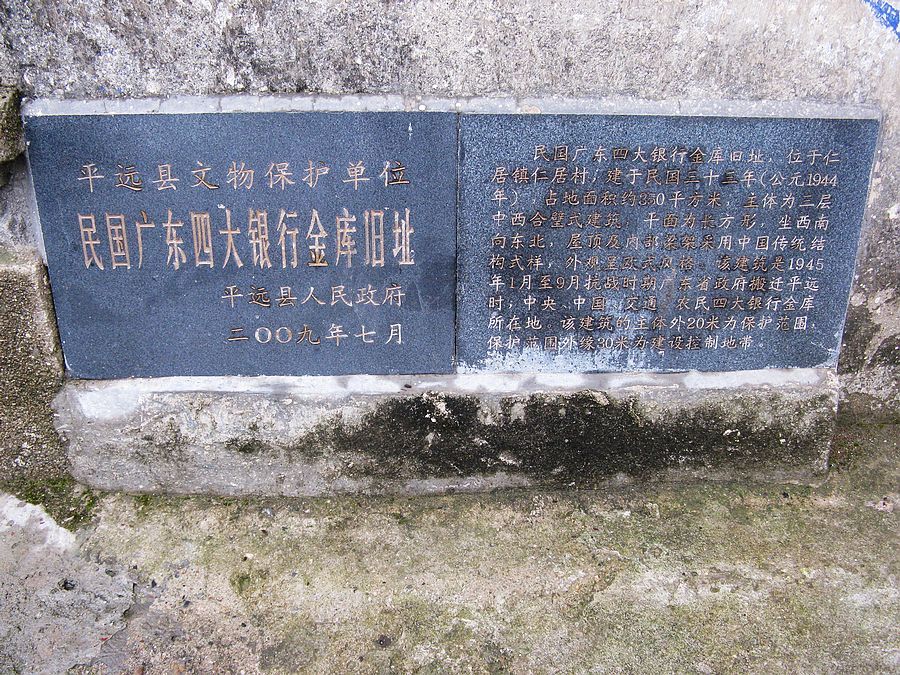 平远县文物保护单位
民国广东四大银行金库旧址
平远县人民政府
二〇〇九年七月
民国广东四大银行金库旧址,位于仁
居镇仁居村,建于民国三十三年(公元1944
年),占地面积约350平方米,主体为三层
中西合璧式建筑,平面为长方形,坐西南
向东北,屋顶及内部梁架采用中国传统结
构式样,外观呈欧式风格。该建筑是1945
年1月至9月抗战时期广东省政府搬迁平远
时,中央、中国、交通、农民四大银行金库
所在地。该建筑的主体外20米为保护范围,
保护范围外缘30米为建设控制地带。